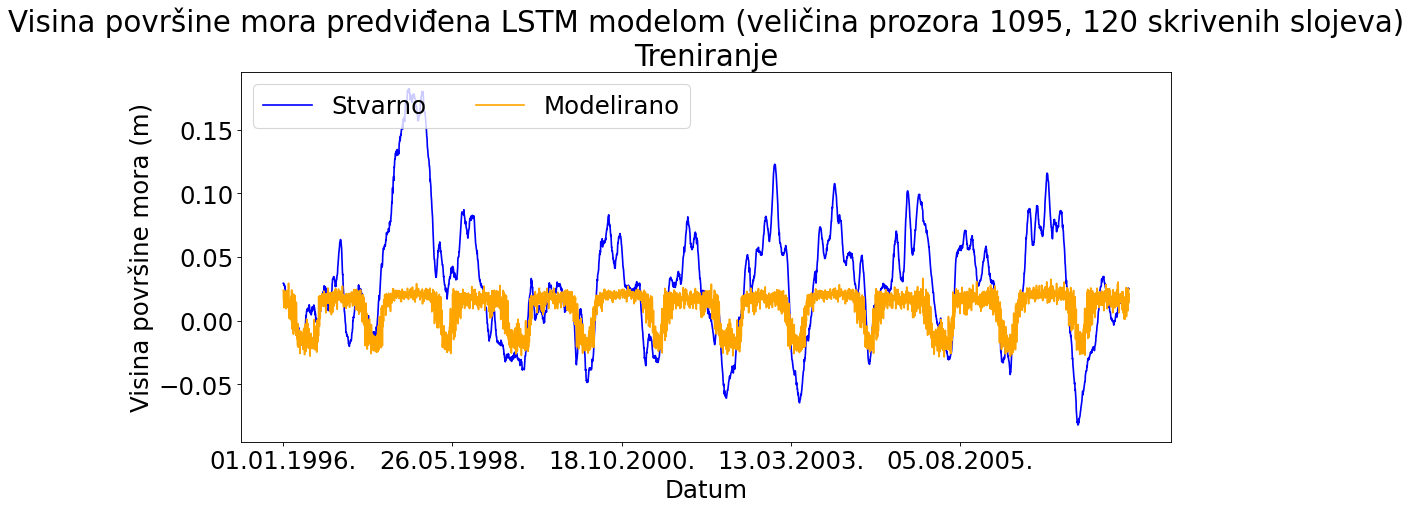 Visina površine mora predviđena LSTM modelom (veličina prozora 1095, 120 skrivenih slojeva)
Treniranje
Stvarno
Modelirano
Visina površine mora (m)
0.15
0.10
0.05
0.00
−0.05
01.01.1996.
26.05.1998.
18.10.2000.
13.03.2003.
05.08.2005.
Datum